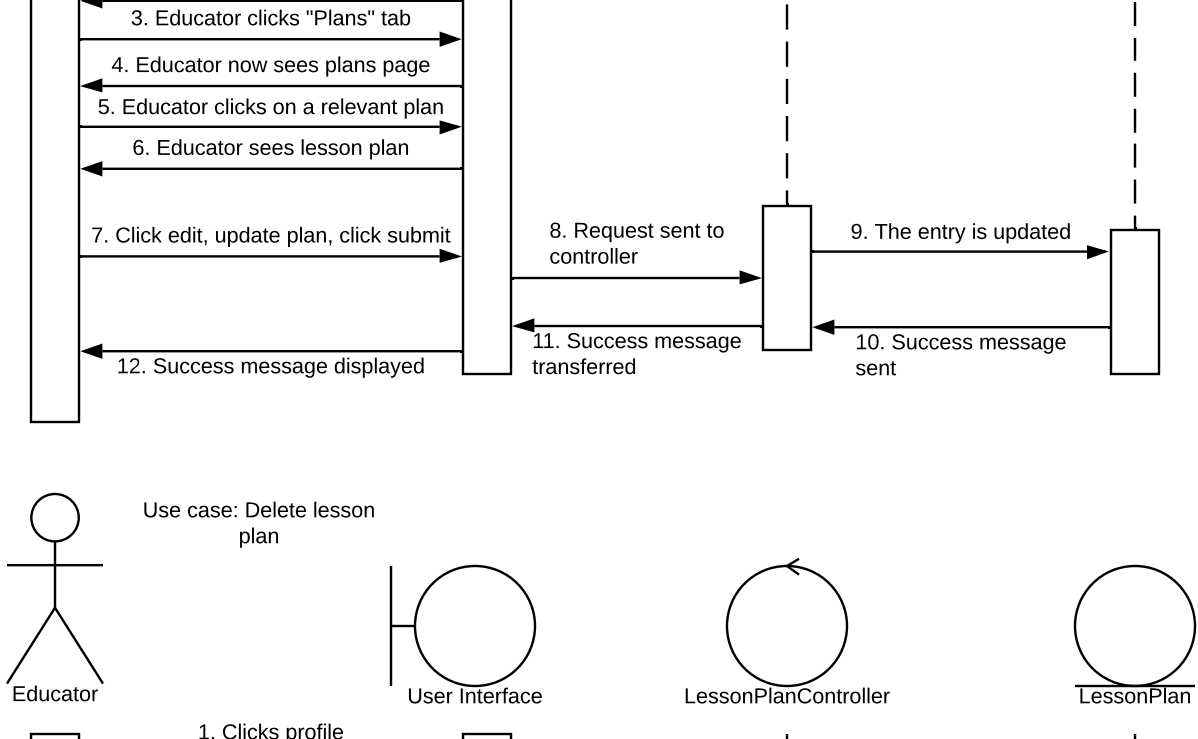 3. Educator clicks "Plans" tab
4. Educator now sees plans page
5. Educator clicks on a relevant plan
6. Educator sees lesson plan
7. Click edit, update plan, click submit
8. Request sent to
controller
9. The entry is updated
10. Success message
sent
11. Success message
transferred
12. Success message displayed
Use case: Delete lesson
plan
Educator
User Interface
LessonPlanController
LessonPlan
1. Clicks profile